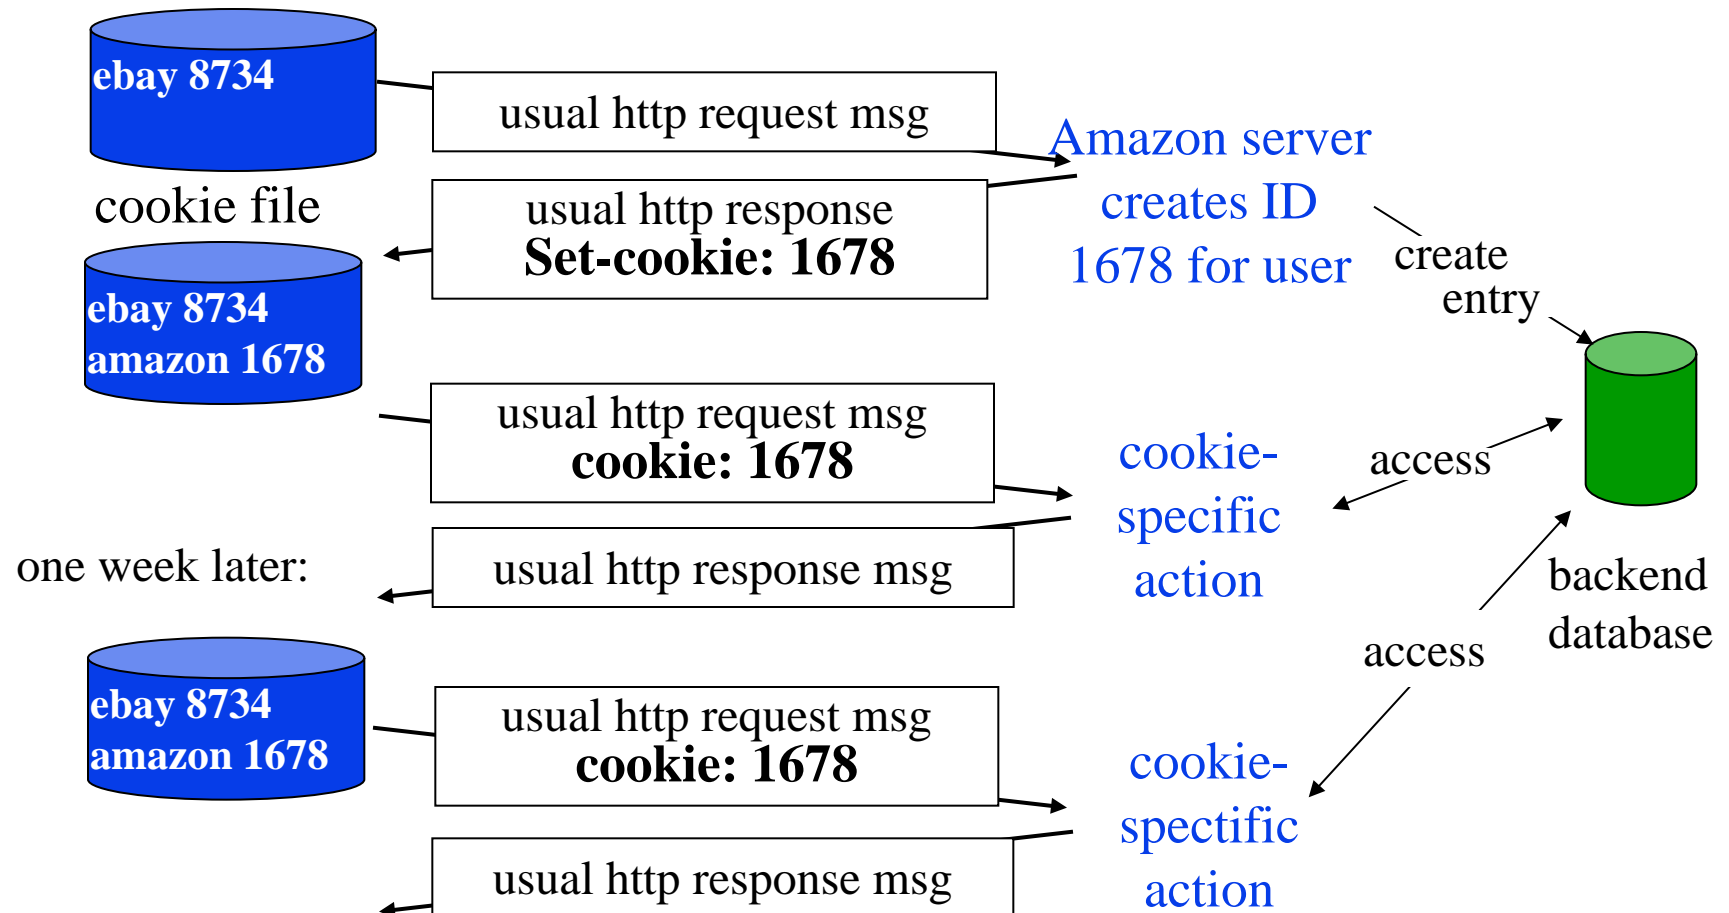 ebay 8734
usual http request msg
Amazon server
creates ID
1678 for user
cookie file
usual http response
Set-cookie: 1678
create
entry
ebay 8734
amazon 1678
usual http request msg
cookie: 1678
cookie-
specific
action
access
one week later:
usual http response msg
backend
database
access
ebay 8734
amazon 1678
usual http request msg
cookie: 1678
cookie-
spectific
action
usual http response msg